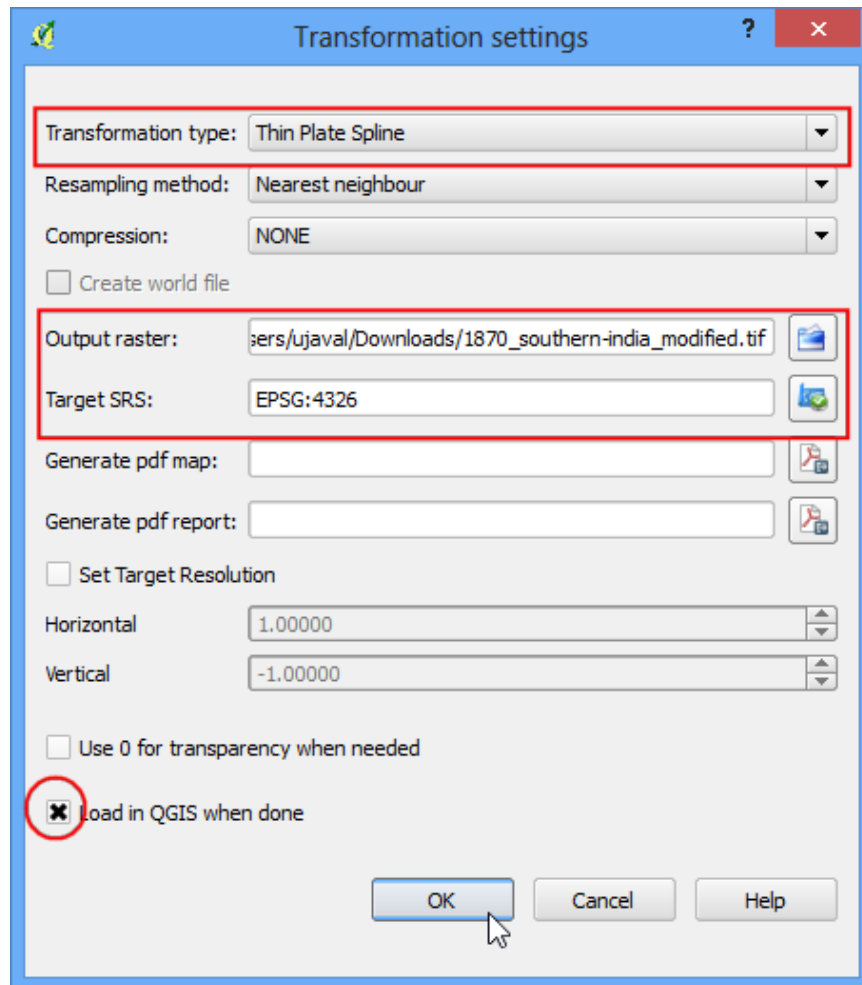 Transformation settings
?
Transformation type: Thin Plate Spline
Resampling method: Nearest neighbour
Compression: NONE
Create world file
Output raster: sers/ujaval/Downloads/1870_southern-india_modified.tif
Target SRS: EPSG:4326
Generate pdf map:
Generate pdf report:
Set Target Resolution
Horizontal 1.00000
Vertical -1.00000
Use 0 for transparency when needed
Load in QGIS when done
OK Cancel Help